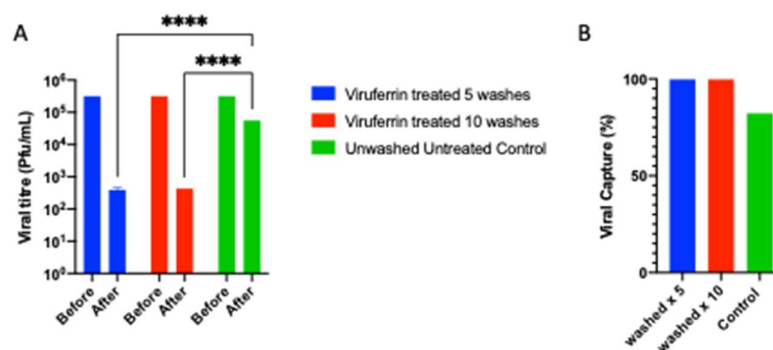 A
****
****
Viral titre (Pfu/mL)
10⁶
10⁵
10⁴
10³
10²
10¹
10⁰
Before
After
Before
After
Before
After
Viruferrin treated 5 washes
Viruferrin treated 10 washes
Unwashed Untreated Control
B
Viral Capture (%)
100
50
0
washed x 5
washed x 10
Control